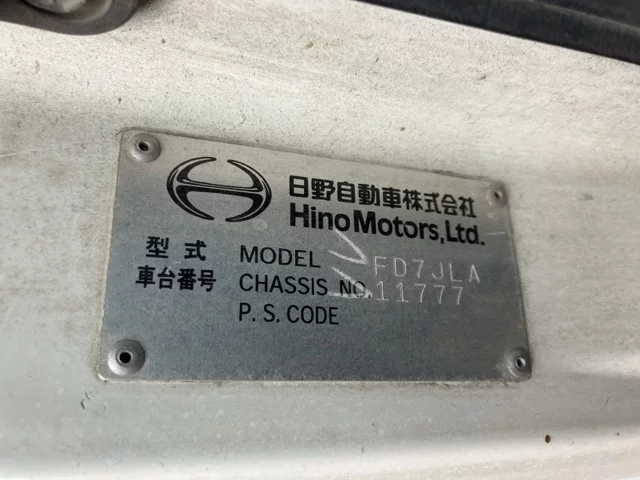 日野自動車株式会社
Hino Motors, Ltd.
型式 MODEL FD7JLA
車台番号 CHASSIS NO. 11777
P. S. CODE